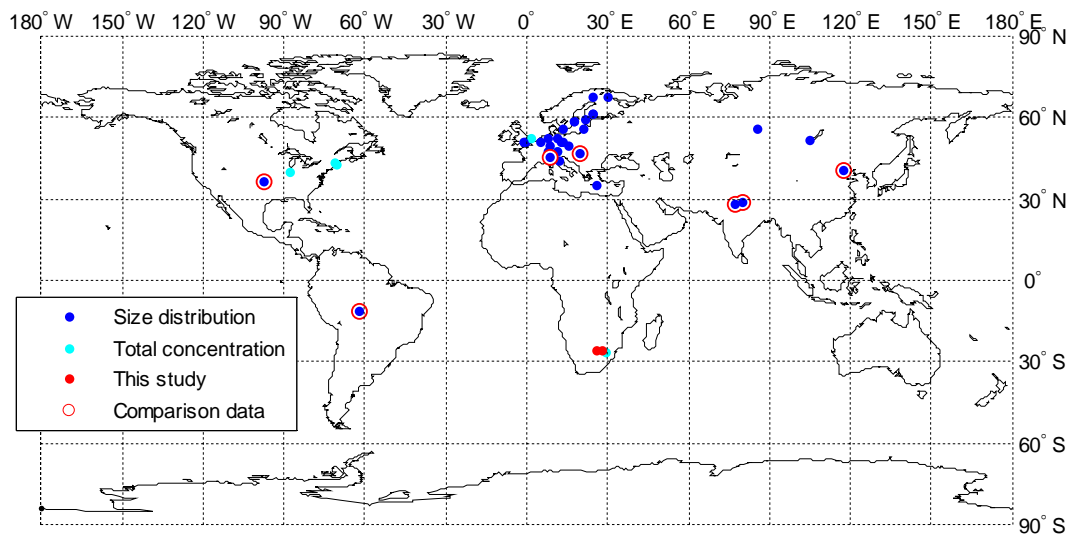 180° W 150° W 120° W 90° W 60° W 30° W 0° 30° E 60° E 90° E 120° E 150° E 180° E
90° N
60° N
30° N
0°
30° S
60° S
90° S
Size distribution
Total concentration
This study
Comparison data